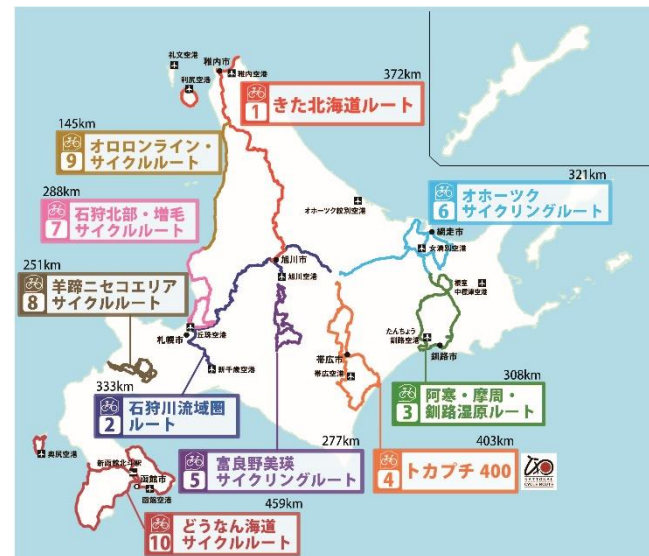 礼文空港
稚内市
稚内空港
利尻空港
372km
1 きた北海道ルート
145km
9 オロロンライン・
サイクルルート
321km
6 オホーツク
サイクリングルート
288km
7 石狩北部・増毛
サイクルルート
オホーツク紋別空港
網走市
女満別空港
旭川市
旭川空港
251km
8 羊蹄ニセコエリア
サイクルルート
根室
中標津空港
札幌市
丘珠空港
たんちょう
釧路空港
釧路市
新千歳空港
帯広市
帯広空港
333km
2 石狩川流域圏
ルート
308km
3 阿寒・摩周・
釧路湿原ルート
奥尻空港
277km
5 富良野美瑛
サイクリングルート
403km
4 トカプチ 400
NATIONAL
CYCLE ROUTE
新函館北斗駅
函館市
函館空港
459km
10 どうなん海道
サイクルルート